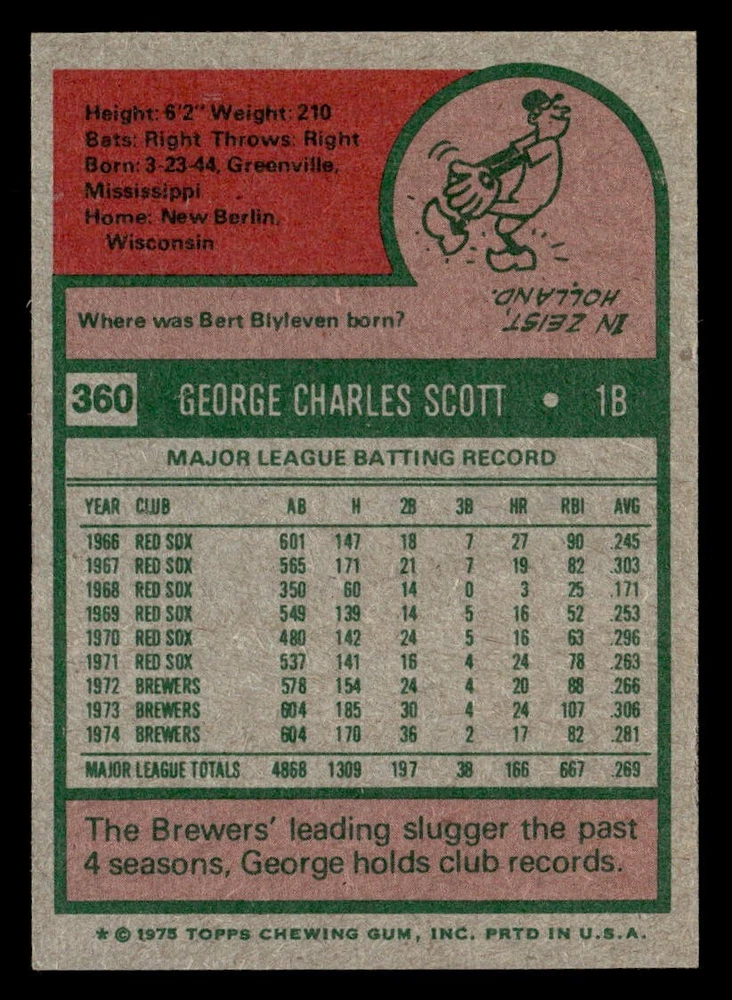 Height: 6'2" Weight: 210
Bats: Right Throws: Right
Born: 3-23-44, Greenville,
Mississippi
Home: New Berlin,
Wisconsin
Where was Bert Blyleven born?
IN ZEIST,
HOLLAND.
360 GEORGE CHARLES SCOTT • 1B
MAJOR LEAGUE BATTING RECORD
YEAR CLUB AB H 2B 3B HR RBI AVG
1966 RED SOX 601 147 18 7 27 90 .245
1967 RED SOX 565 171 21 7 19 82 .303
1968 RED SOX 350 60 14 0 3 25 .171
1969 RED SOX 549 139 14 5 16 52 .253
1970 RED SOX 480 142 24 5 16 63 .296
1971 RED SOX 537 141 16 4 24 78 .263
1972 BREWERS 578 154 24 4 20 88 .266
1973 BREWERS 604 185 30 4 24 107 .306
1974 BREWERS 604 170 36 2 17 82 .281
MAJOR LEAGUE TOTALS 4868 1309 197 38 166 667 .269
The Brewers' leading slugger the past
4 seasons, George holds club records.
* © 1975 TOPPS CHEWING GUM, INC. PRTD IN U.S.A.